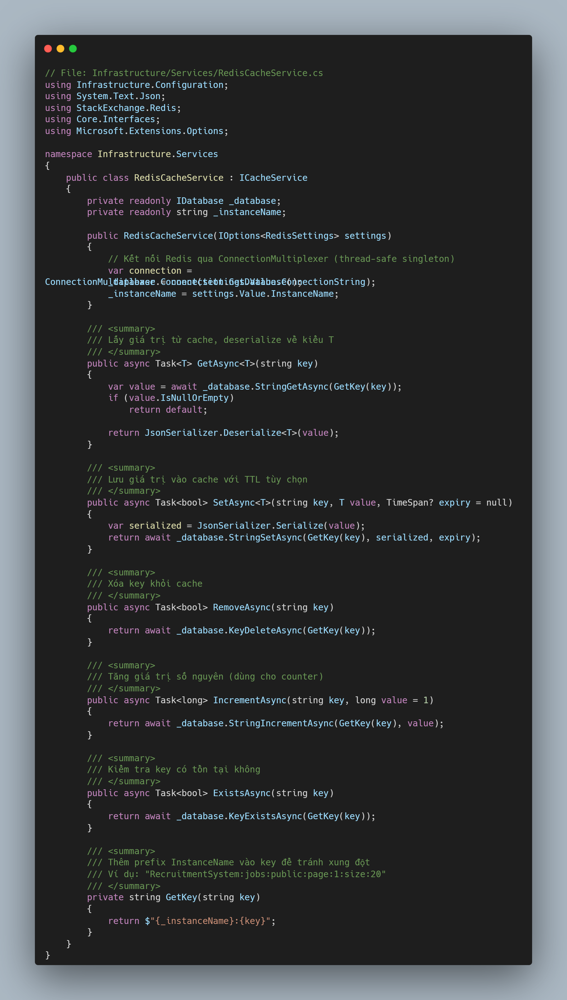 // File: Infrastructure/Services/RedisCacheService.cs
using Infrastructure.Configuration;
using System.Text.Json;
using StackExchange.Redis;
using Core.Interfaces;
using Microsoft.Extensions.Options;

namespace Infrastructure.Services
{
    public class RedisCacheService : ICacheService
    {
        private readonly IDatabase _database;
        private readonly string _instanceName;

        public RedisCacheService(IOptions<RedisSettings> settings)
        {
            // Kết nối Redis qua ConnectionMultiplexer (thread-safe singleton)
            var connection =
ConnectionMultiplexer.Connect(settings.Value.ConnectionString);
            _database = connection.GetDatabase();
            _instanceName = settings.Value.InstanceName;
        }

        /// <summary>
        /// Lấy giá trị từ cache, deserialize về kiểu T
        /// </summary>
        public async Task<T> GetAsync<T>(string key)
        {
            var value = await _database.StringGetAsync(GetKey(key));
            if (value.IsNullOrEmpty)
                return default;

            return JsonSerializer.Deserialize<T>(value);
        }

        /// <summary>
        /// Lưu giá trị vào cache với TTL tùy chọn
        /// </summary>
        public async Task<bool> SetAsync<T>(string key, T value, TimeSpan? expiry = null)
        {
            var serialized = JsonSerializer.Serialize(value);
            return await _database.StringSetAsync(GetKey(key), serialized, expiry);
        }

        /// <summary>
        /// Xóa key khỏi cache
        /// </summary>
        public async Task<bool> RemoveAsync(string key)
        {
            return await _database.KeyDeleteAsync(GetKey(key));
        }

        /// <summary>
        /// Tăng giá trị số nguyên (dùng cho counter)
        /// </summary>
        public async Task<long> IncrementAsync(string key, long value = 1)
        {
            return await _database.StringIncrementAsync(GetKey(key), value);
        }

        /// <summary>
        /// Kiểm tra key có tồn tại không
        /// </summary>
        public async Task<bool> ExistsAsync(string key)
        {
            return await _database.KeyExistsAsync(GetKey(key));
        }

        /// <summary>
        /// Thêm prefix InstanceName vào key để tránh xung đột
        /// Ví dụ: "RecruitmentSystem:jobs:public:page:1:size:20"
        /// </summary>
        private string GetKey(string key)
        {
            return $"{_instanceName}:{key}";
        }
    }
}